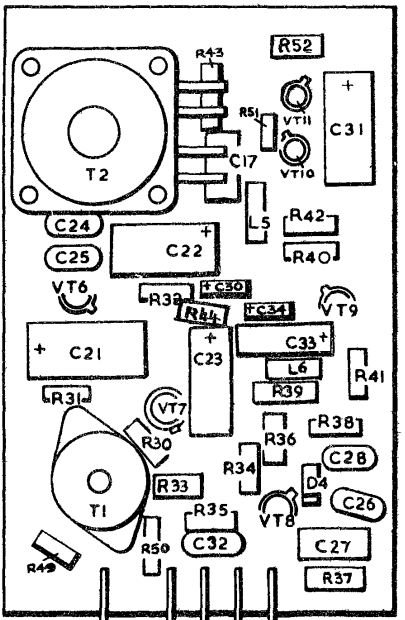 R43
R52
R51
VT11
C31
C17
VT10
T2
C24
L5
R42
C25
C22
R40
VT6
R32
C30
R44
C34
VT9
C21
C23
C33
L6
R41
R31
R39
VT7
R30
R36
R38
C28
R34
T1
R33
D4
C26
R35
VT8
C32
R50
C27
R49
R37